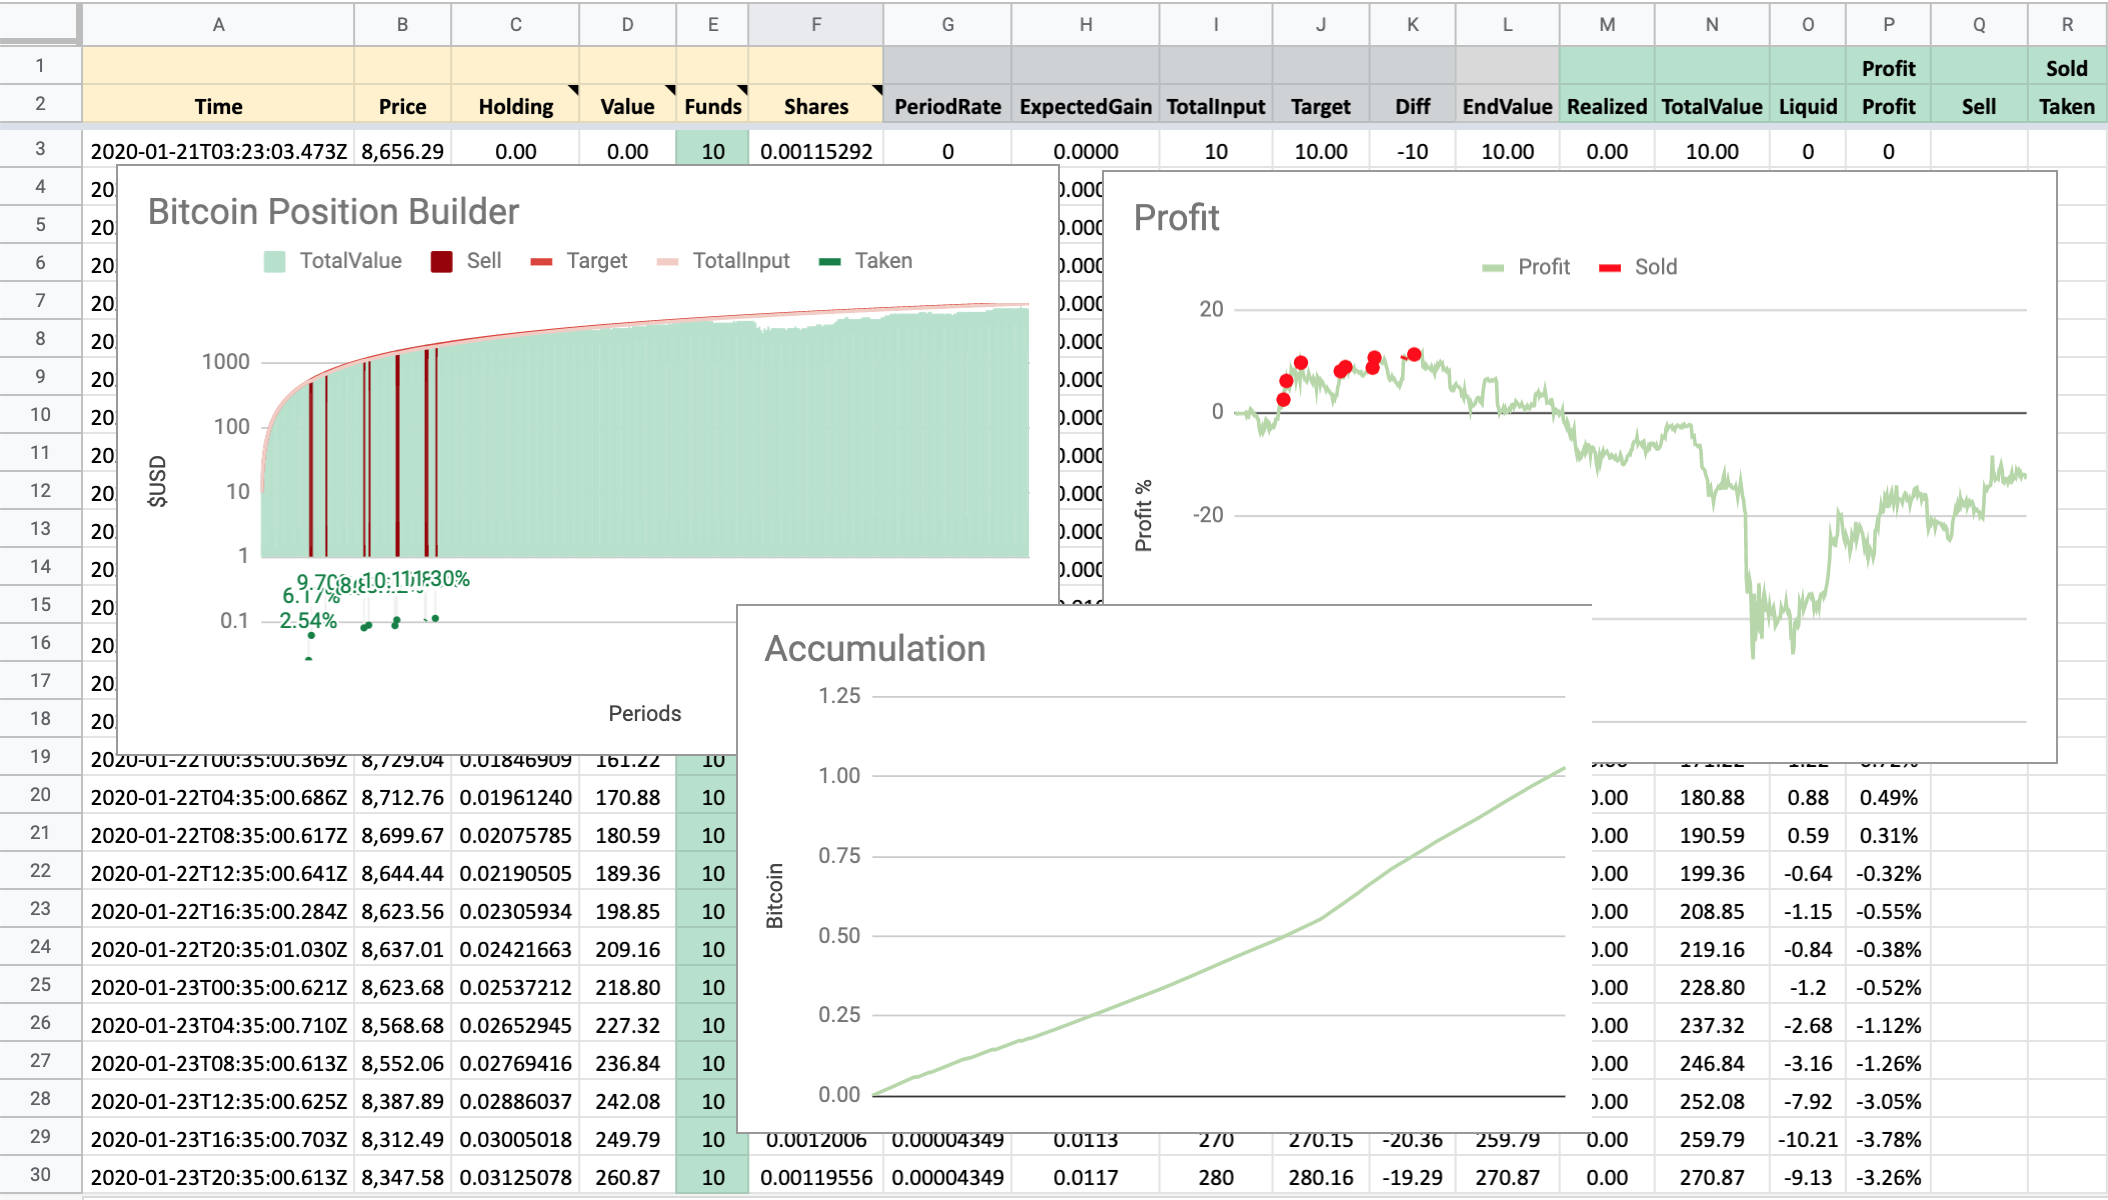 A B C D E F G H I J K L M N O P Q R
1 Profit Sold
2 Time Price Holding Value Funds Shares PeriodRate ExpectedGain TotalInput Target Diff EndValue Realized TotalValue Liquid Profit Sell Taken
3 2020-01-21T03:23:03.473Z 8,656.29 0.00 0.00 10 0.00115292 0 0.0000 10 10.00 -10 10.00 0.00 10.00 0 0
4
5
6
7
8
9
10
11
12
13
14
15
16
17
18
Bitcoin Position Builder
TotalValue Sell Target TotalInput Taken
1000
100
10
1
0.1
$USD
6.17%
2.54%
Periods
Profit
Profit Sold
20
0
-20
Profit %
Accumulation
1.25
1.00
0.75
0.50
0.25
0.00
Bitcoin
19 2020-01-22T00:35:00.369Z 8,729.04 0.01846909 161.22 10
20 2020-01-22T04:35:00.686Z 8,712.76 0.01961240 170.88 10 0.00 180.88 0.88 0.49%
21 2020-01-22T08:35:00.617Z 8,699.67 0.02075785 180.59 10 0.00 190.59 0.59 0.31%
22 2020-01-22T12:35:00.641Z 8,644.44 0.02190505 189.36 10 0.00 199.36 -0.64 -0.32%
23 2020-01-22T16:35:00.284Z 8,623.56 0.02305934 198.85 10 0.00 208.85 -1.15 -0.55%
24 2020-01-22T20:35:01.030Z 8,637.01 0.02421663 209.16 10 0.00 219.16 -0.84 -0.38%
25 2020-01-23T00:35:00.621Z 8,623.68 0.02537212 218.80 10 0.00 228.80 -1.2 -0.52%
26 2020-01-23T04:35:00.710Z 8,568.68 0.02652945 227.32 10 0.00 237.32 -2.68 -1.12%
27 2020-01-23T08:35:00.613Z 8,552.06 0.02769416 236.84 10 0.00 246.84 -3.16 -1.26%
28 2020-01-23T12:35:00.625Z 8,387.89 0.02886037 242.08 10 0.00 252.08 -7.92 -3.05%
29 2020-01-23T16:35:00.703Z 8,312.49 0.03005018 249.79 10 0.0012006 0.00004349 0.0113 270 270.15 -20.36 259.79 0.00 259.79 -10.21 -3.78%
30 2020-01-23T20:35:00.613Z 8,347.58 0.03125078 260.87 10 0.00119556 0.00004349 0.0117 280 280.16 -19.29 270.87 0.00 270.87 -9.13 -3.26%